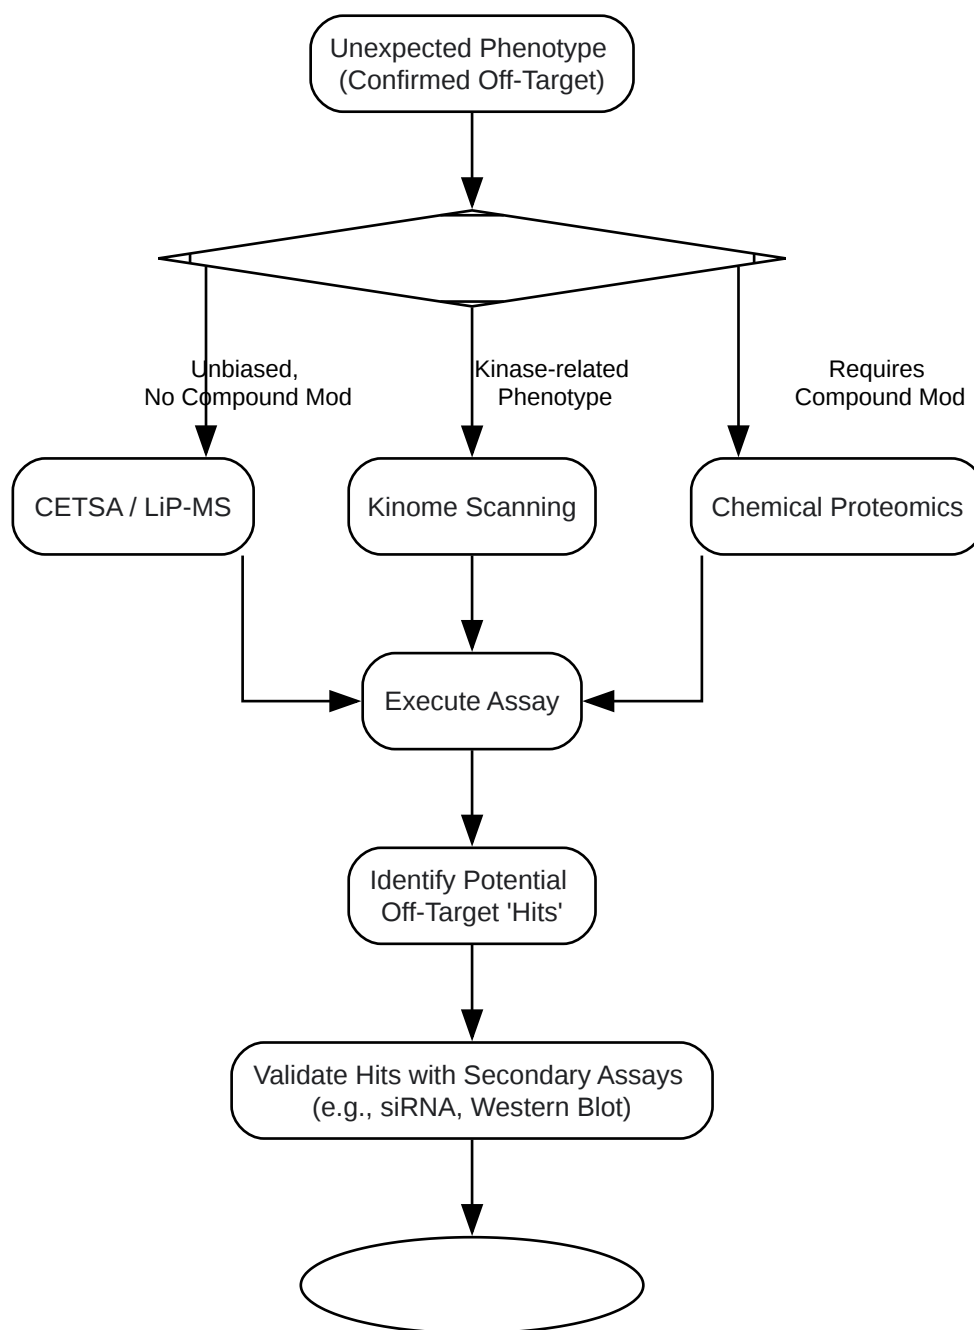 Unexpected Phenotype
(Confirmed Off-Target)
Unbiased,
No Compound Mod
Kinase-related
Phenotype
Requires
Compound Mod
CETSA / LiP-MS
Kinome Scanning
Chemical Proteomics
Execute Assay
Identify Potential
Off-Target 'Hits'
Validate Hits with Secondary Assays
(e.g., siRNA, Western Blot)